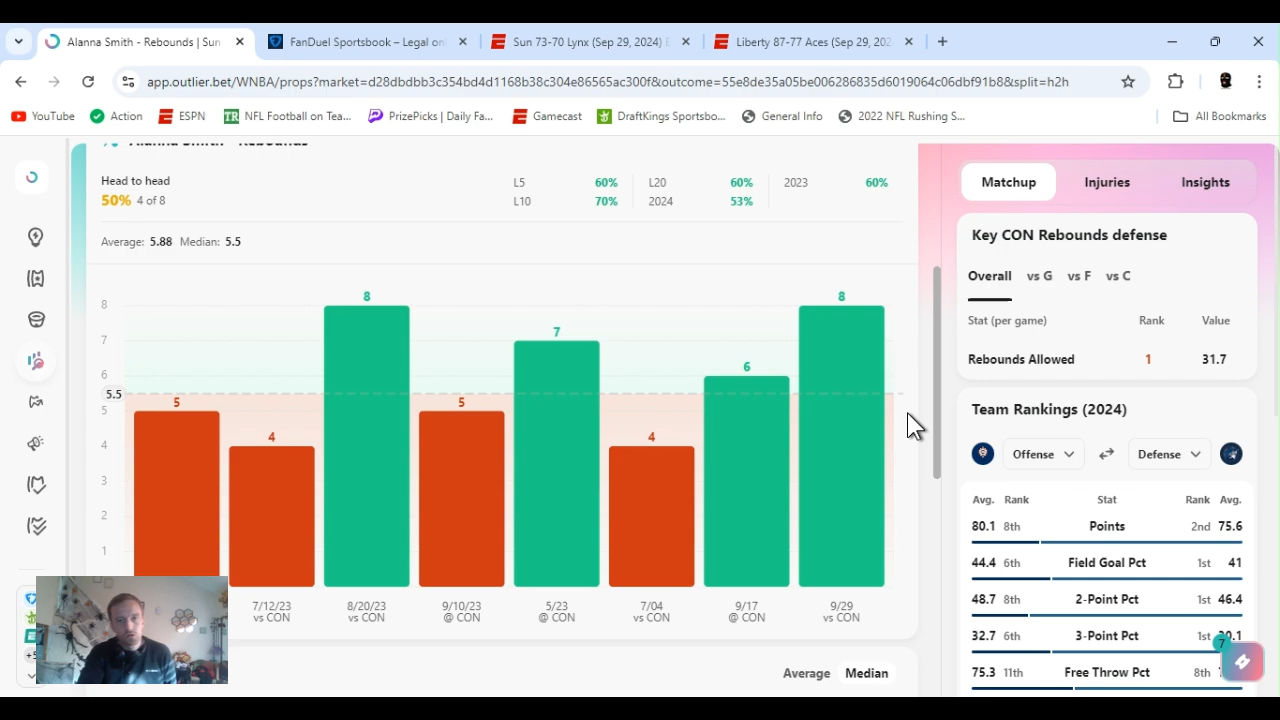 Alanna Smith - Rebounds | Sun
FanDuel Sportsbook – Legal on
Sun 73-70 Lynx (Sep 29, 2024)
Liberty 87-77 Aces (Sep 29, 202
app.outlier.bet/WNBA/props?market=d28dbdbb3c354bd4d1168b38c304e86565ac300f&outcome=55e8de35a05be006286835d6019064c06dbf91b8&split=h2h
YouTube Action ESPN NFL Football on Tea... PrizePicks | Daily Fa... Gamecast DraftKings Sportsbo... General Info 2022 NFL Rushing S... All Bookmarks
Alanna Smith - Rebounds
Head to head
50% 4 of 8
L5 60% L20 60% 2023 60%
L10 70% 2024 53%
Average: 5.88 Median: 5.5
8
7
6
5.5
5
4
3
2
1
5 4 8 5 7 4 6 8
7/12/23 vs CON
8/20/23 vs CON
9/10/23 @ CON
5/23 @ CON
7/04 vs CON
9/17 @ CON
9/29 vs CON
Average Median
Matchup Injuries Insights
Key CON Rebounds defense
Overall vs G vs F vs C
Stat (per game) Rank Value
Rebounds Allowed 1 31.7
Team Rankings (2024)
Offense Defense
Avg. Rank Stat Rank Avg.
80.1 8th Points 2nd 75.6
44.4 6th Field Goal Pct 1st 41
48.7 8th 2-Point Pct 1st 46.4
32.7 6th 3-Point Pct 1st
7
75.3 11th Free Throw Pct 8th